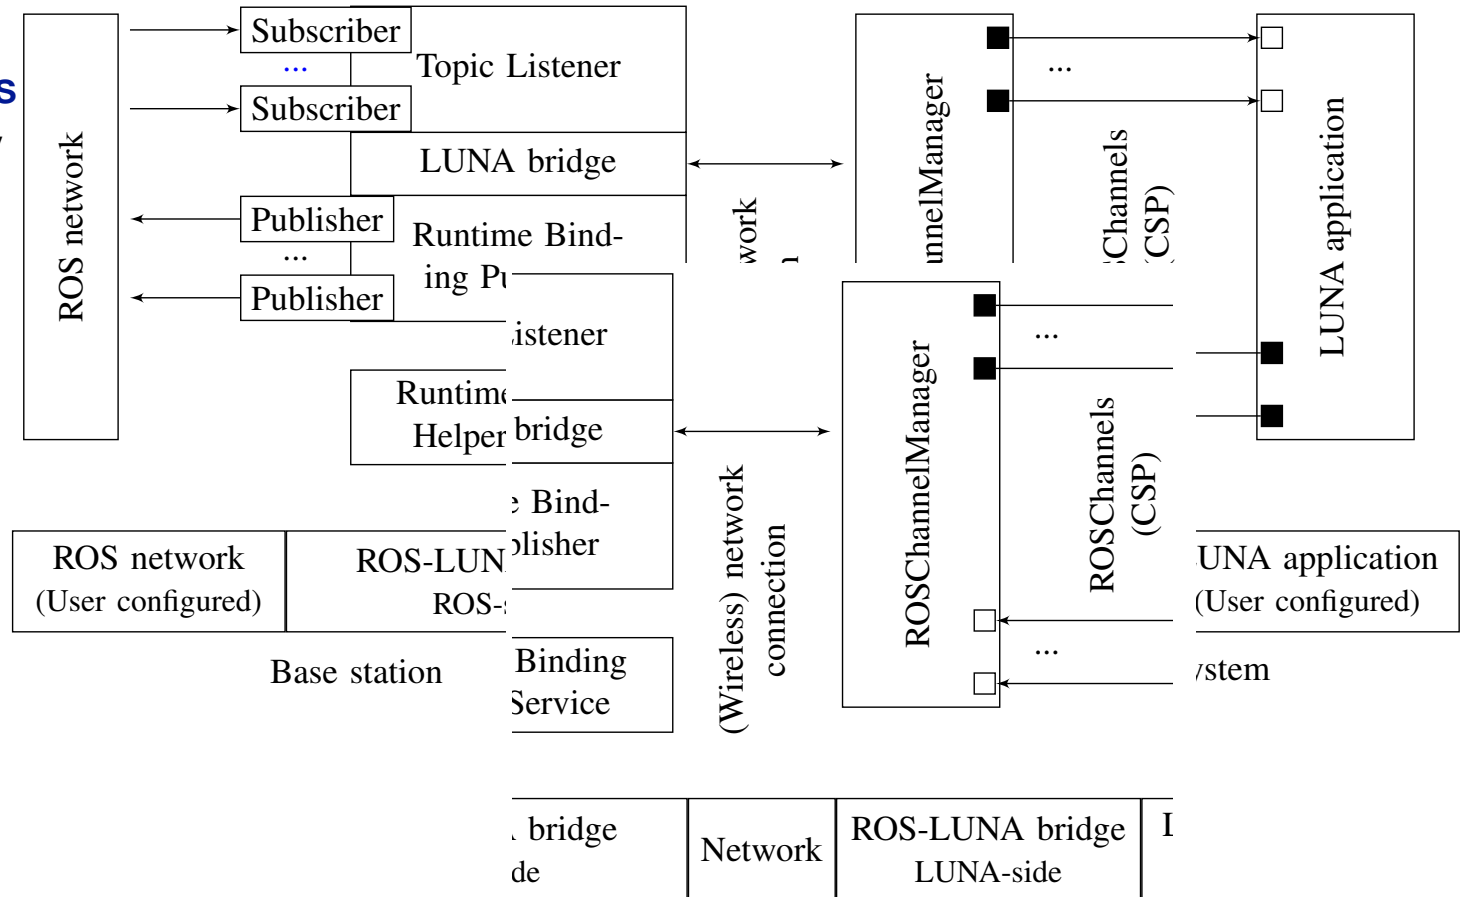 s
Subscriber
...
Subscriber
Topic Listener
LUNA bridge
ROS network
Publisher
...
Publisher
Runtime Bind-
ing Pu
work
annelManager
...
SChannels
(CSP)
LUNA application
istener
Runtime
Helper
bridge
e Bind-
blisher
Binding
Service
(Wireless) network
connection
ROSChannelManager
...
ROSChannels
(CSP)
...
ROS network
(User configured)
ROS-LUN
ROS-s
UNA application
(User configured)
Base station
ystem
bridge
de
Network
ROS-LUNA bridge
LUNA-side